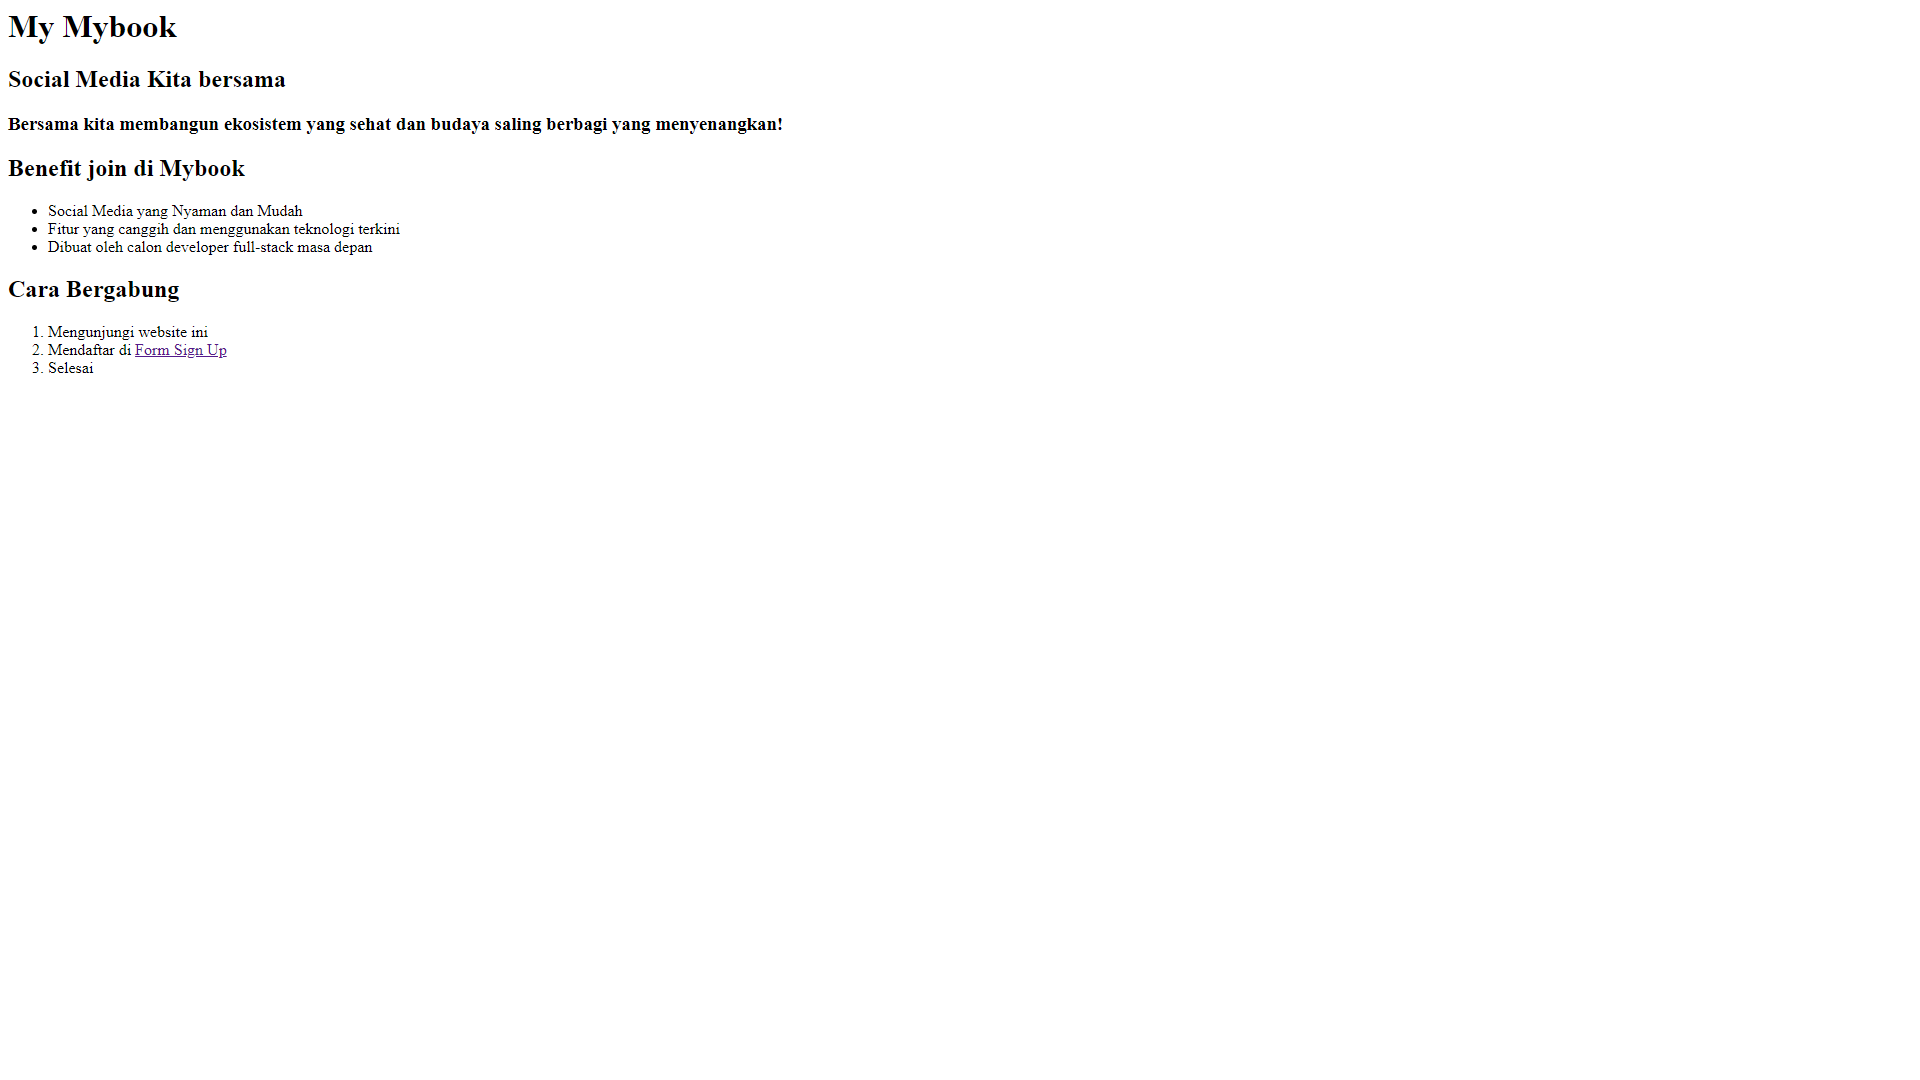 My Mybook
Social Media Kita bersama
Bersama kita membangun ekosistem yang sehat dan budaya saling berbagi yang menyenangkan!
Benefit join di Mybook
• Social Media yang Nyaman dan Mudah
• Fitur yang canggih dan menggunakan teknologi terkini
• Dibuat oleh calon developer full-stack masa depan
Cara Bergabung
1. Mengunjungi website ini
2. Mendaftar di Form Sign Up
3. Selesai